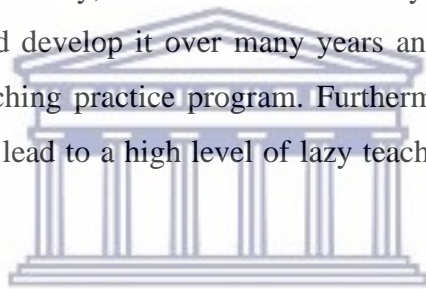 d develop it over many years an
ching practice program. Furtherm
lead to a high level of lazy teach